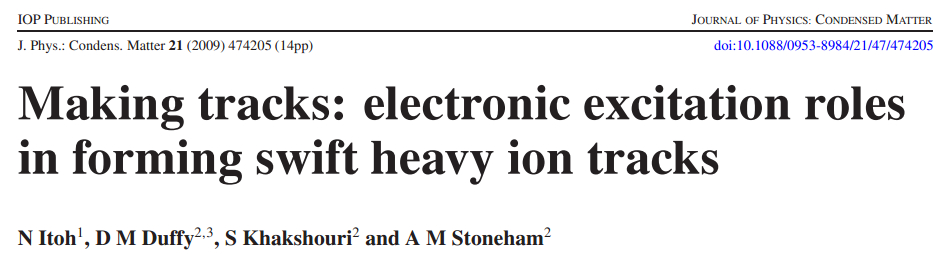 IOP PUBLISHING
JOURNAL OF PHYSICS: CONDENSED MATTER
J. Phys.: Condens. Matter 21 (2009) 474205 (14pp)
doi:10.1088/0953-8984/21/47/474205
Making tracks: electronic excitation roles
in forming swift heavy ion tracks
N Itoh¹, D M Duffy²,³, S Khakshouri² and A M Stoneham²